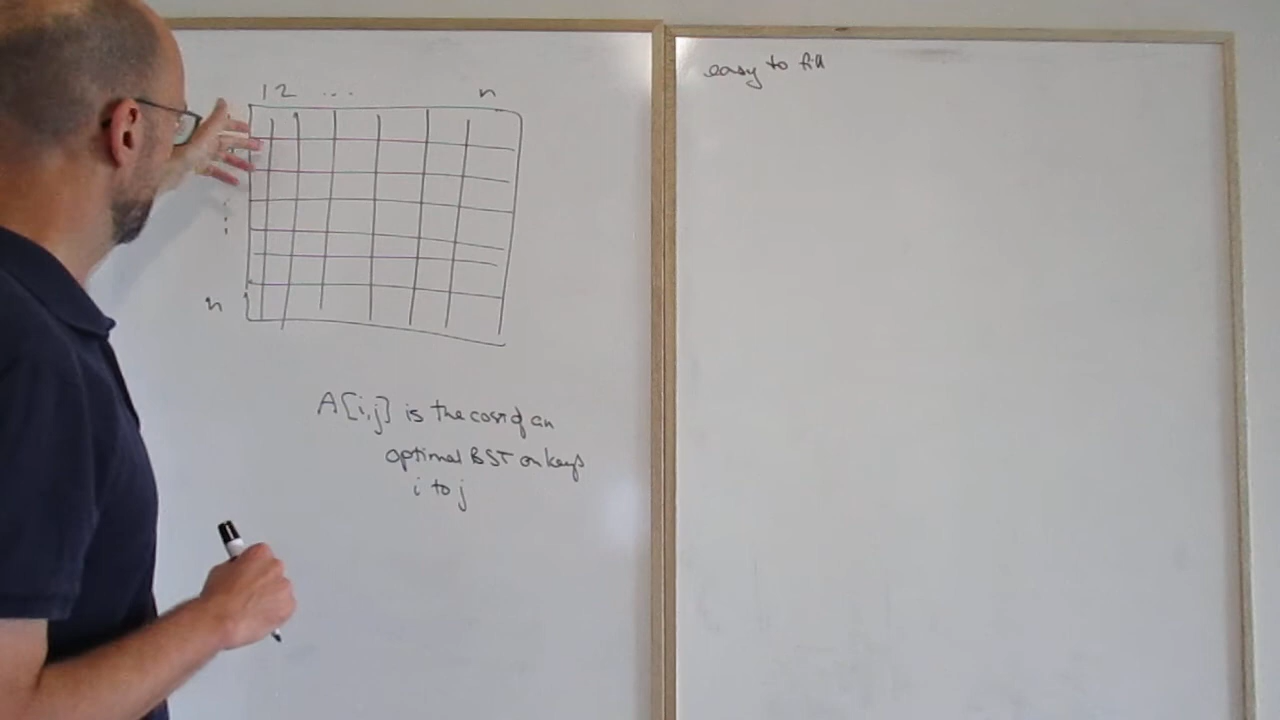 1 2 ... n
n
A[i,j] is the cost of an
optimal BST on keys
i to j
easy to fill